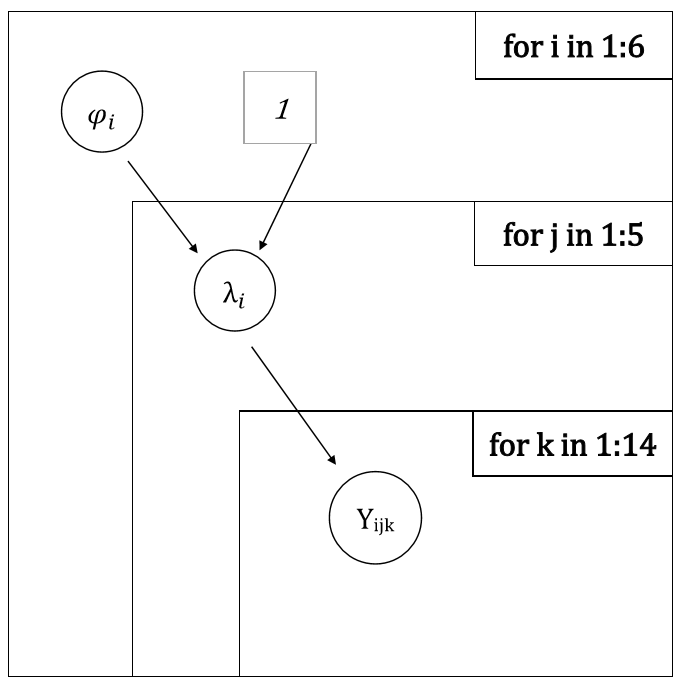 for i in 1:6
φi
1
for j in 1:5
λi
for k in 1:14
Yijk